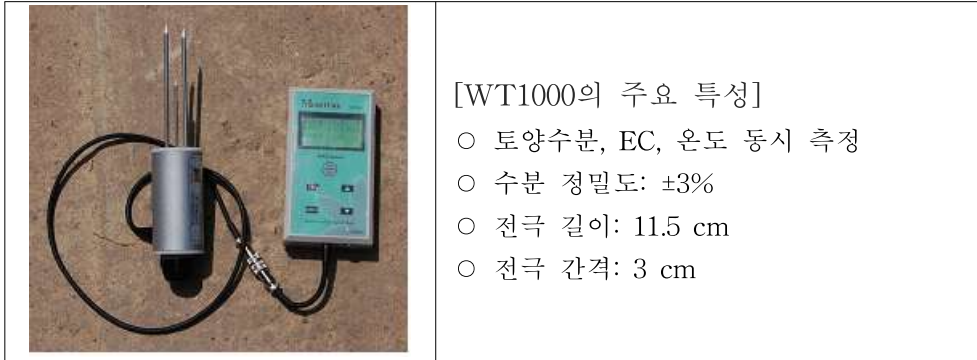 [WT1000의 주요 특성]
○ 토양수분, EC, 온도 동시 측정
○ 수분 정밀도: ±3%
○ 전극 길이: 11.5 cm
○ 전극 간격: 3 cm